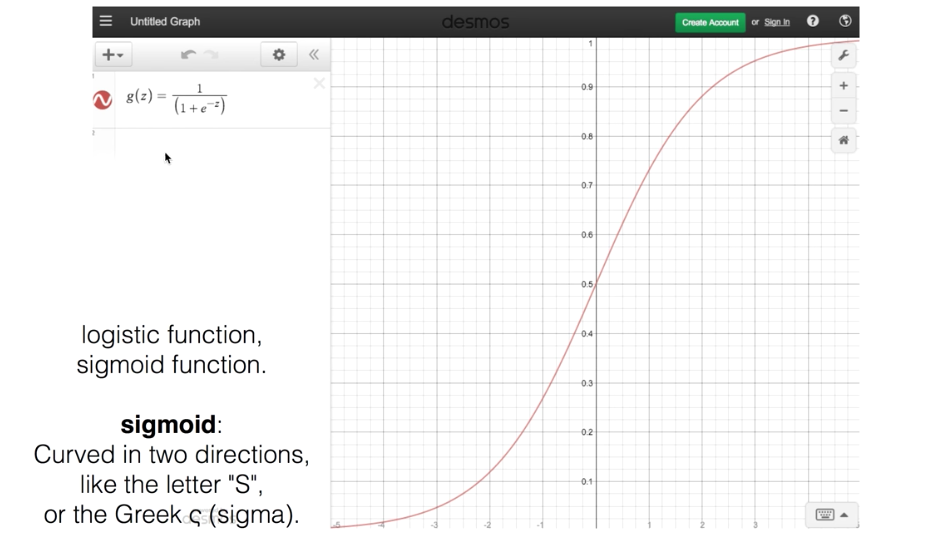 Untitled Graph
desmos
Create Account or Sign In
1
g(z) = 1/(1 + e^-z)
2
logistic function,
sigmoid function.
sigmoid:
Curved in two directions,
like the letter "S",
or the Greek ς (sigma).
1
0.9
0.8
0.7
0.6
0.5
0.4
0.3
0.2
0.1
-5 -4 -3 -2 -1 1 2 3